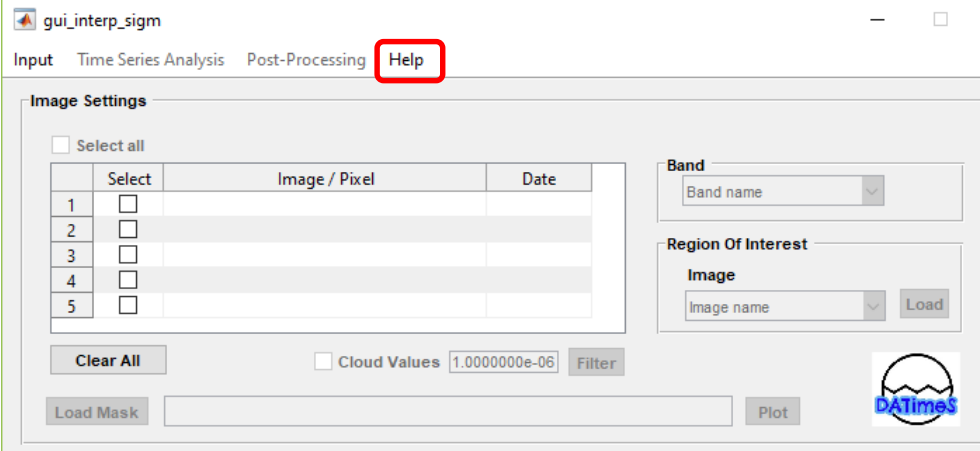 gui_interp_sigm
Input Time Series Analysis Post-Processing Help
Image Settings
Select all
Select Image / Pixel Date
1
2
3
4
5
Clear All
Cloud Values 1.0000000e-06 Filter
Load Mask Plot
Band
Band name
Region Of Interest
Image
Image name Load
DATimeS